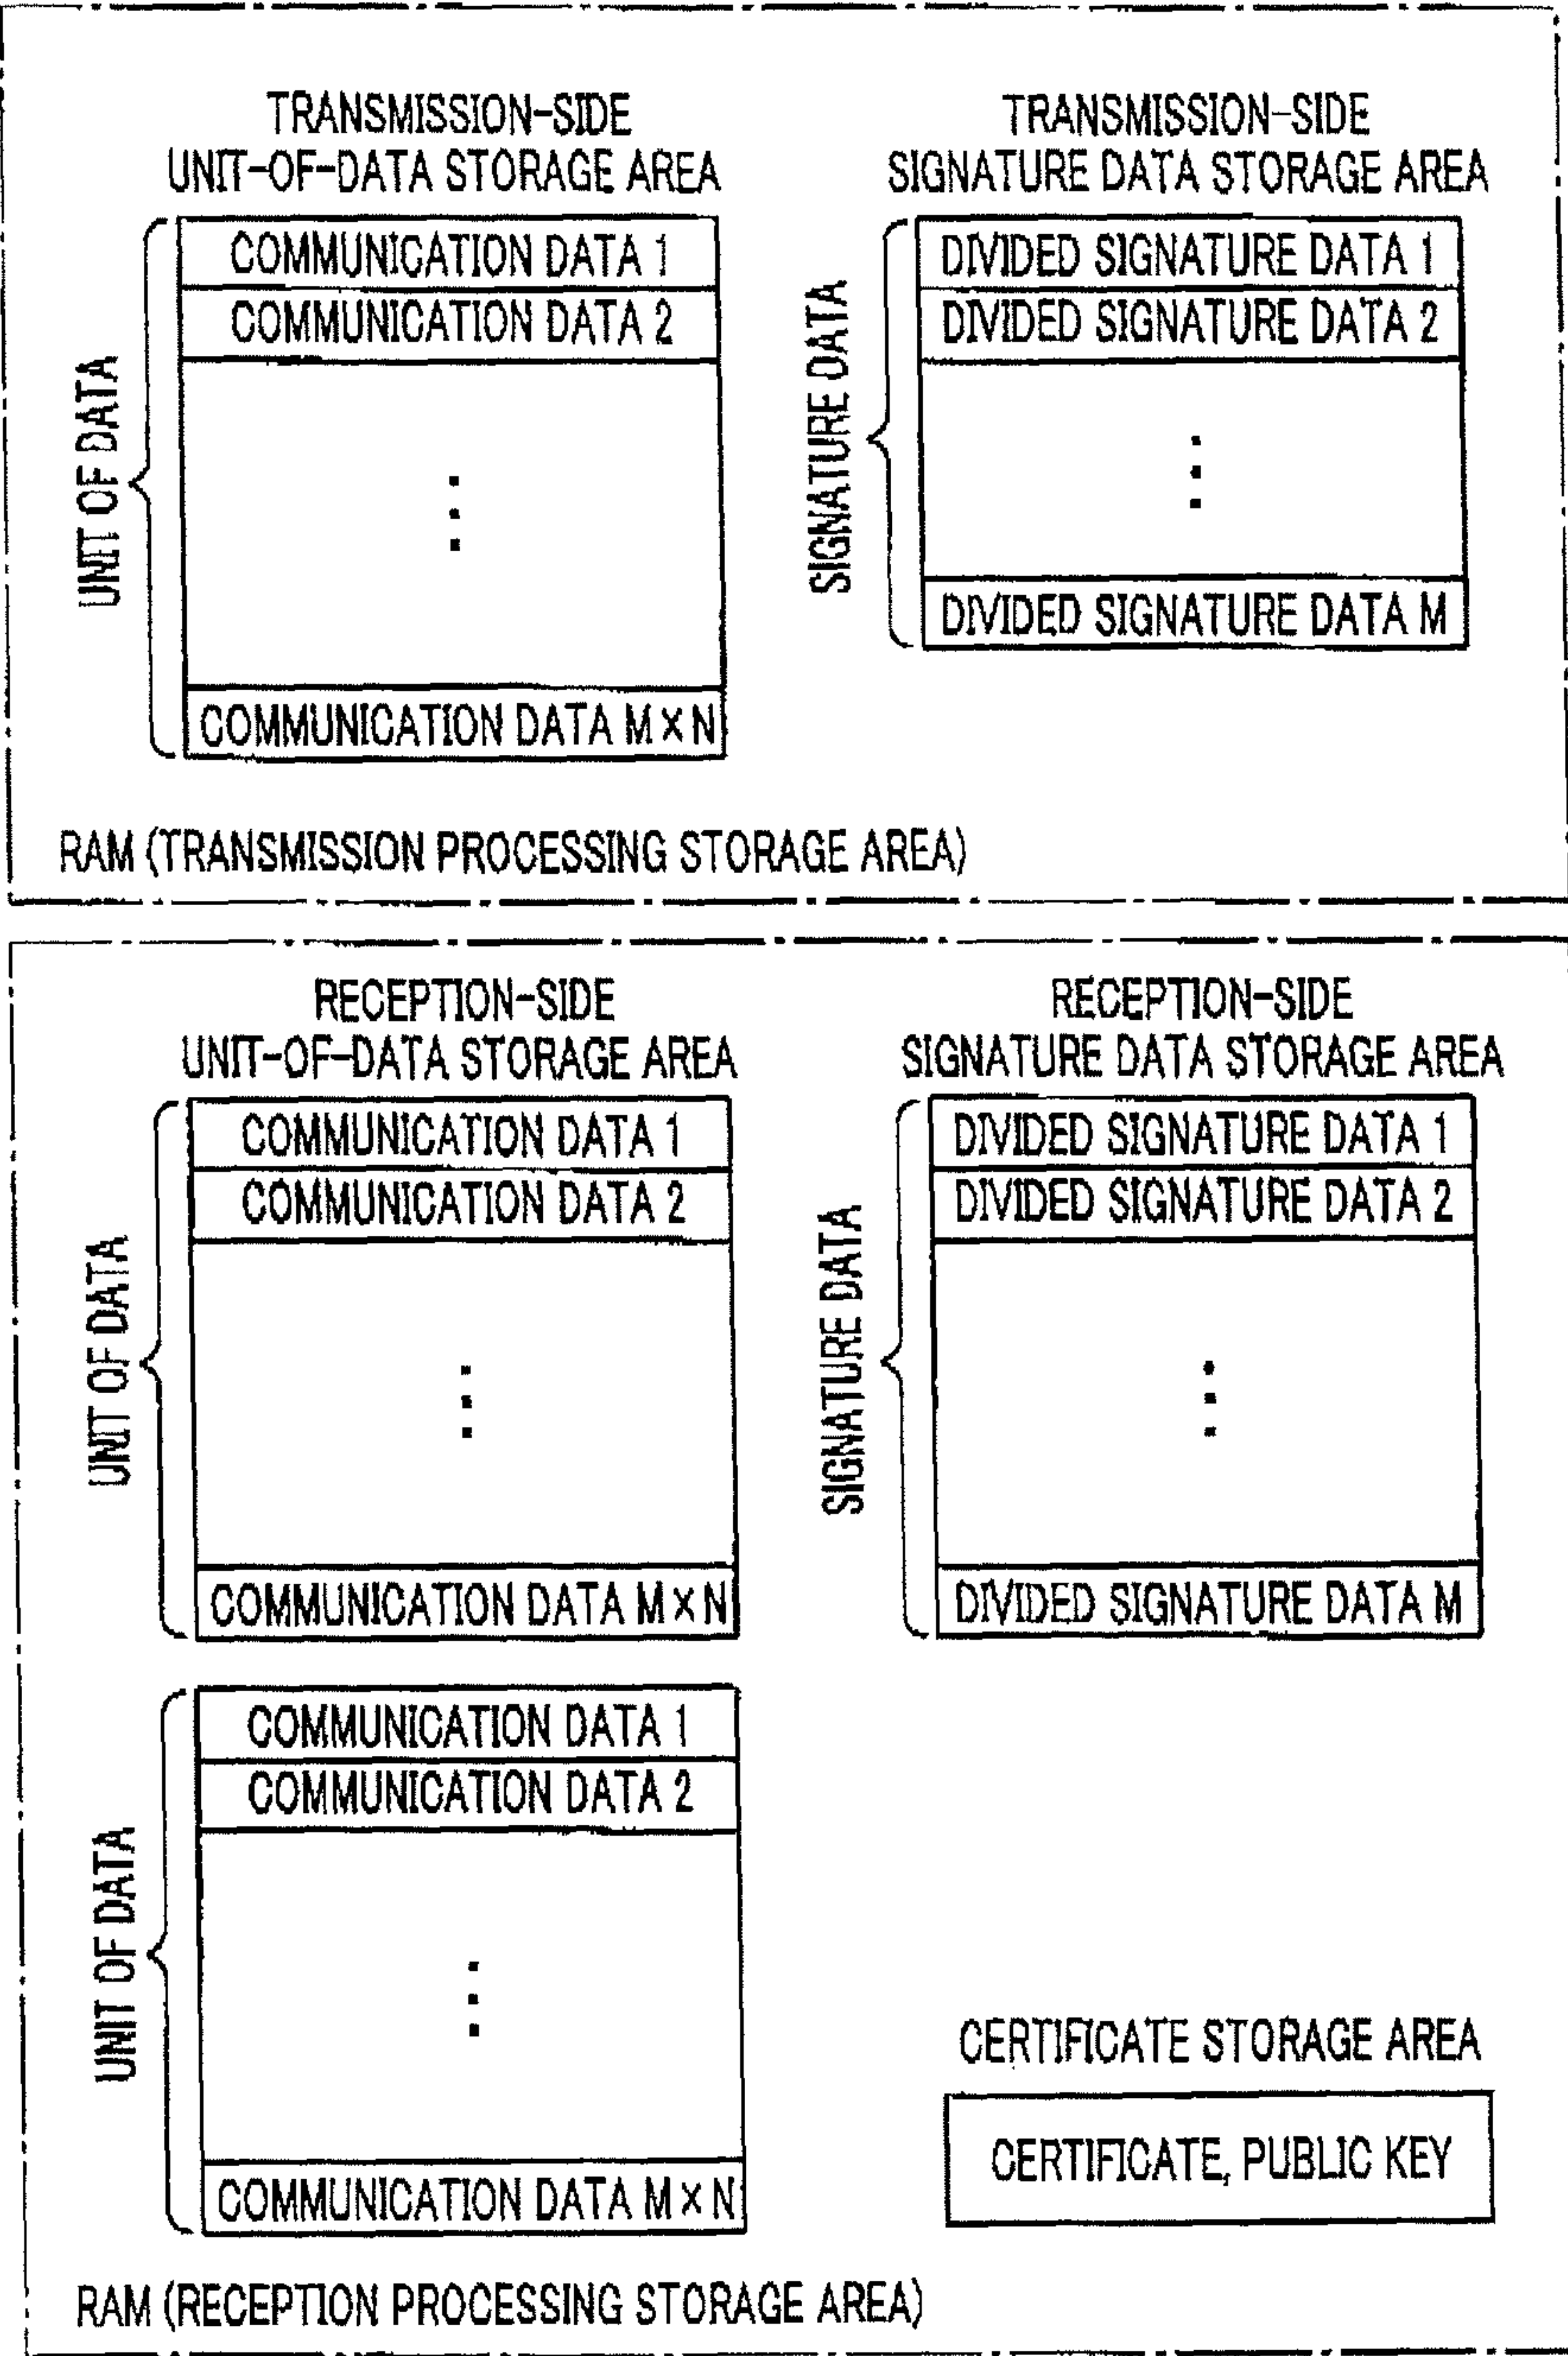 TRANSMISSION-SIDE
UNIT-OF-DATA STORAGE AREA
UNIT OF DATA
COMMUNICATION DATA 1
COMMUNICATION DATA 2
COMMUNICATION DATA M × N
TRANSMISSION-SIDE
SIGNATURE DATA STORAGE AREA
SIGNATURE DATA
DIVIDED SIGNATURE DATA 1
DIVIDED SIGNATURE DATA 2
DIVIDED SIGNATURE DATA M
RAM (TRANSMISSION PROCESSING STORAGE AREA)
RECEPTION-SIDE
UNIT-OF-DATA STORAGE AREA
UNIT OF DATA
COMMUNICATION DATA 1
COMMUNICATION DATA 2
COMMUNICATION DATA M × N
RECEPTION-SIDE
SIGNATURE DATA STORAGE AREA
SIGNATURE DATA
DIVIDED SIGNATURE DATA 1
DIVIDED SIGNATURE DATA 2
DIVIDED SIGNATURE DATA M
UNIT OF DATA
COMMUNICATION DATA 1
COMMUNICATION DATA 2
COMMUNICATION DATA M × N
CERTIFICATE STORAGE AREA
CERTIFICATE, PUBLIC KEY
RAM (RECEPTION PROCESSING STORAGE AREA)